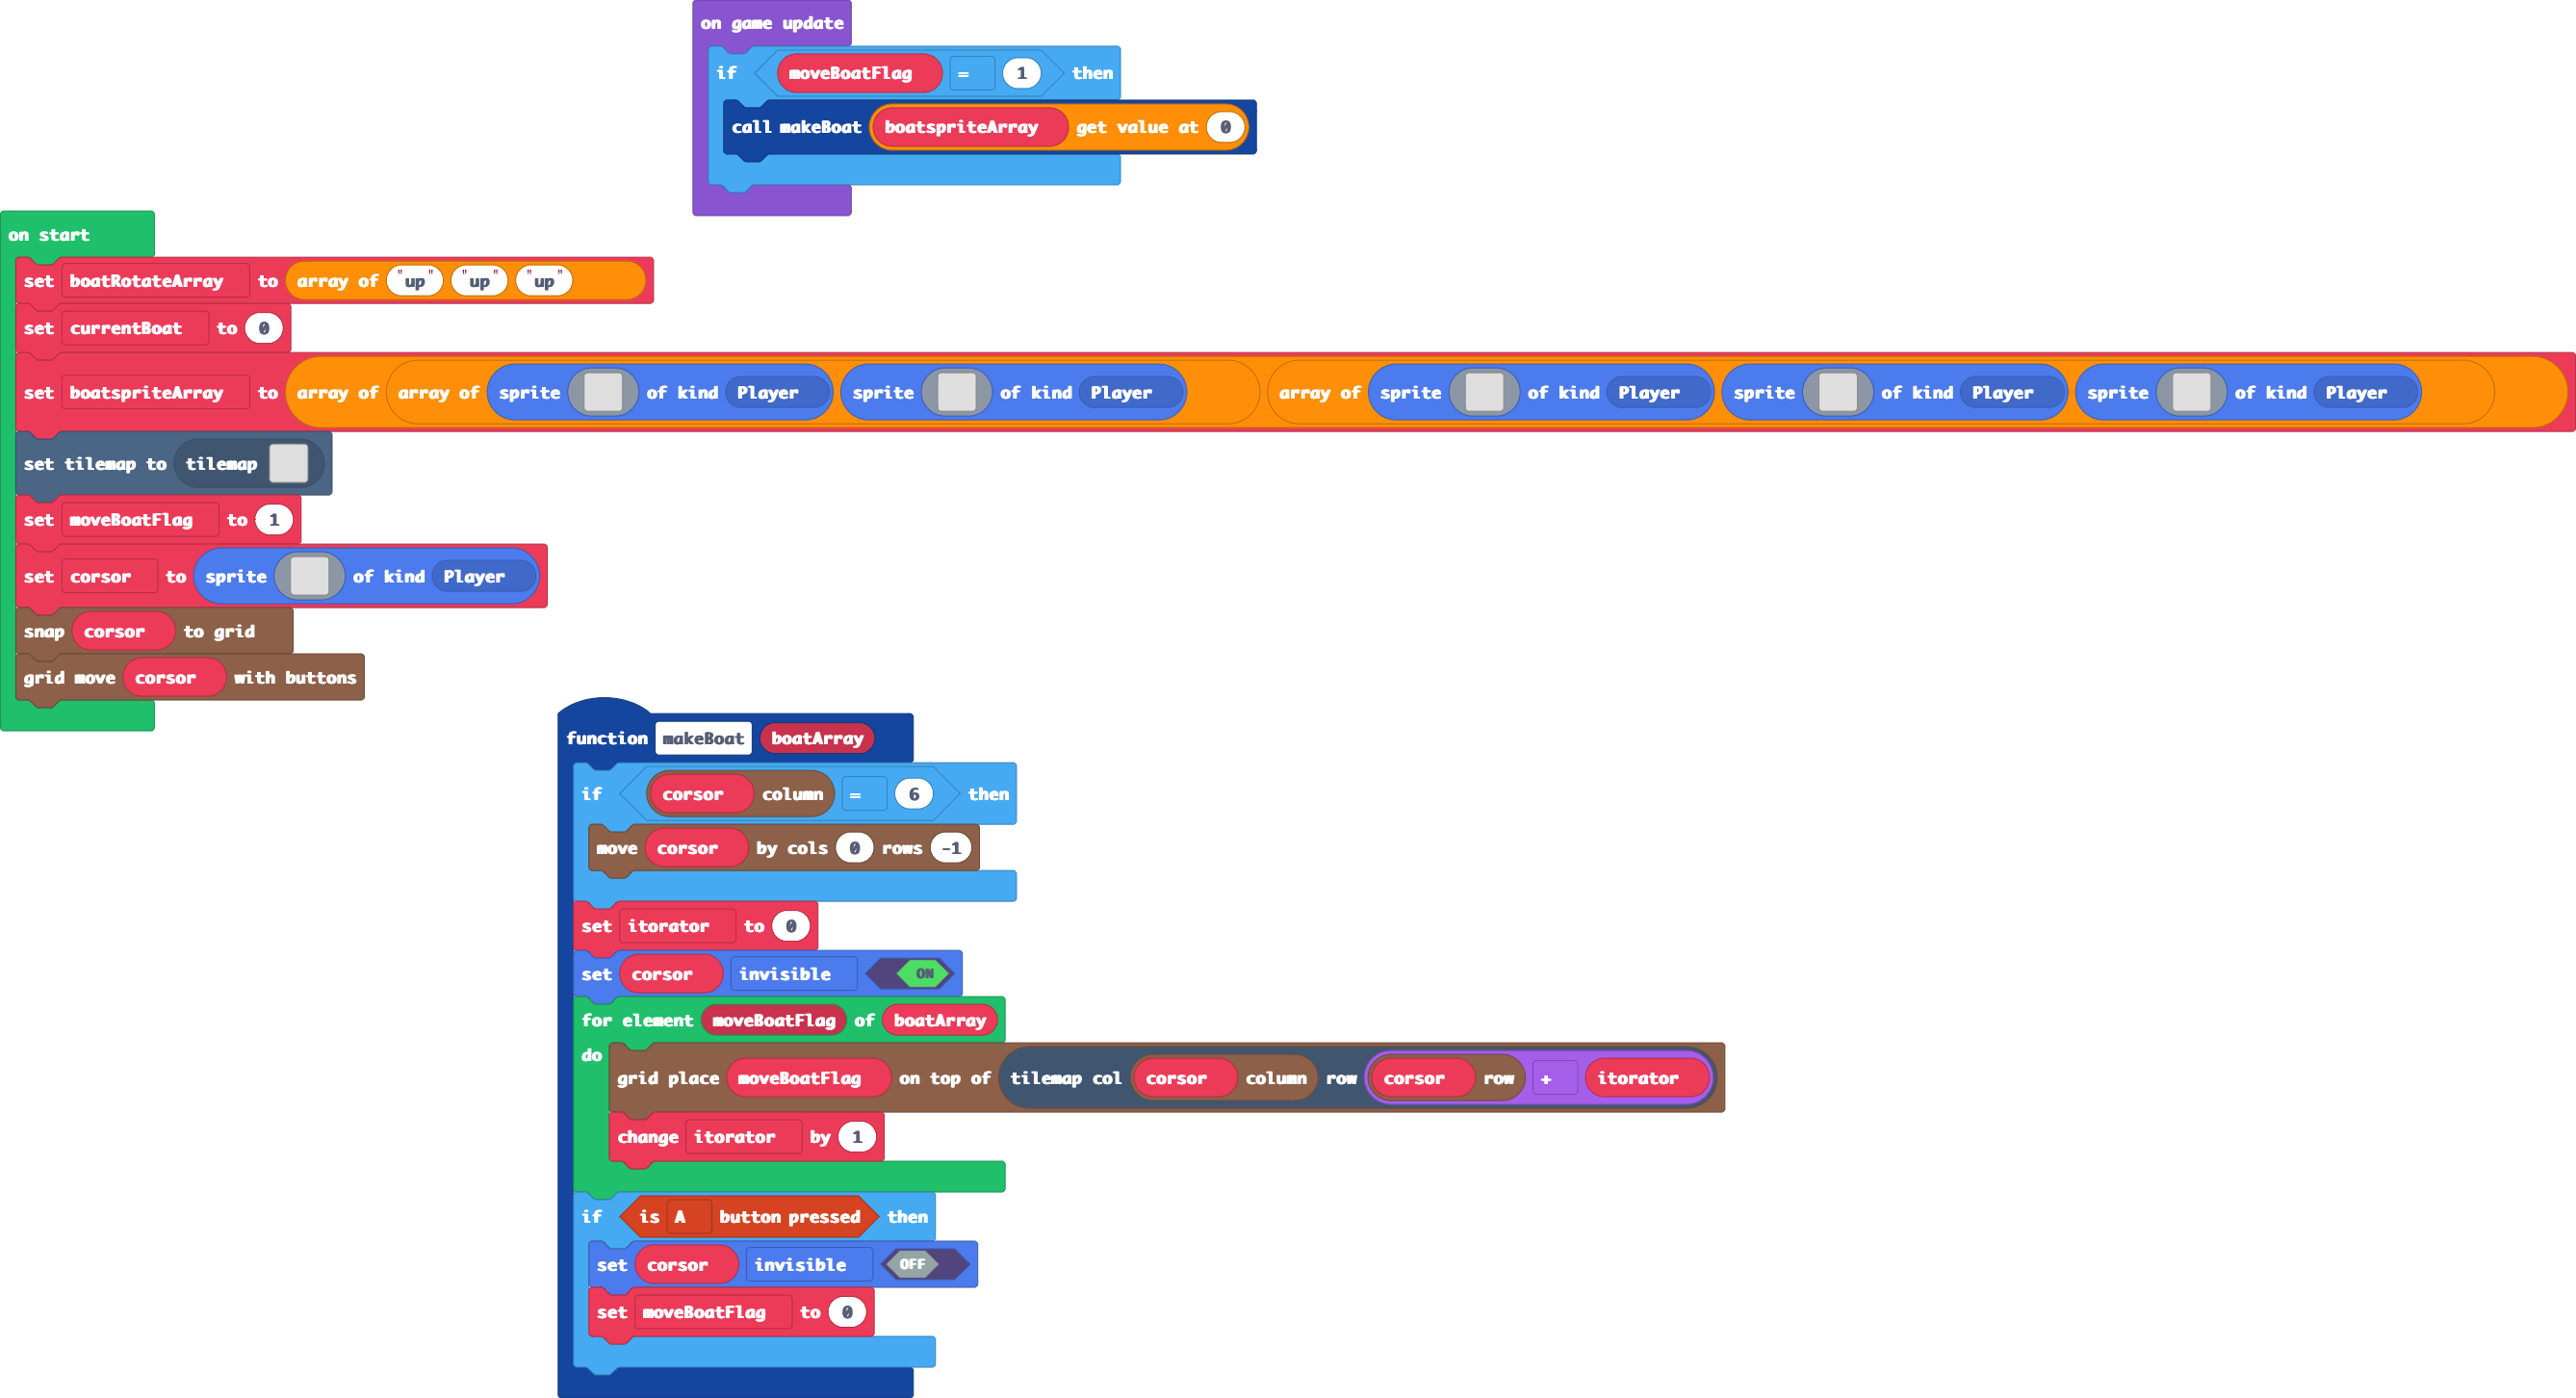 on game update
if moveBoatFlag = 1 then
call makeBoat boatspriteArray get value at 0
on start
set boatRotateArray to array of "up" "up" "up"
set currentBoat to 0
set boatspriteArray to array of array of sprite of kind Player sprite of kind Player array of sprite of kind Player sprite of kind Player sprite of kind Player
set tilemap to tilemap
set moveBoatFlag to 1
set corsor to sprite of kind Player
snap corsor to grid
grid move corsor with buttons
function makeBoat boatArray
if corsor column = 6 then
move corsor by cols 0 rows -1
set itorator to 0
set corsor invisible ON
for element moveBoatFlag of boatArray
do
grid place moveBoatFlag on top of tilemap col corsor column row corsor row + itorator
change itorator by 1
if is A button pressed then
set corsor invisible OFF
set moveBoatFlag to 0